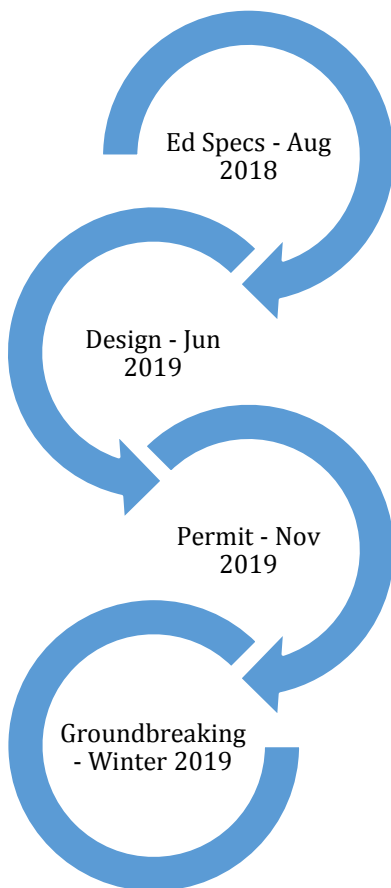 Ed Specs - Aug
2018
Design - Jun
2019
Permit - Nov
2019
Groundbreaking
- Winter 2019